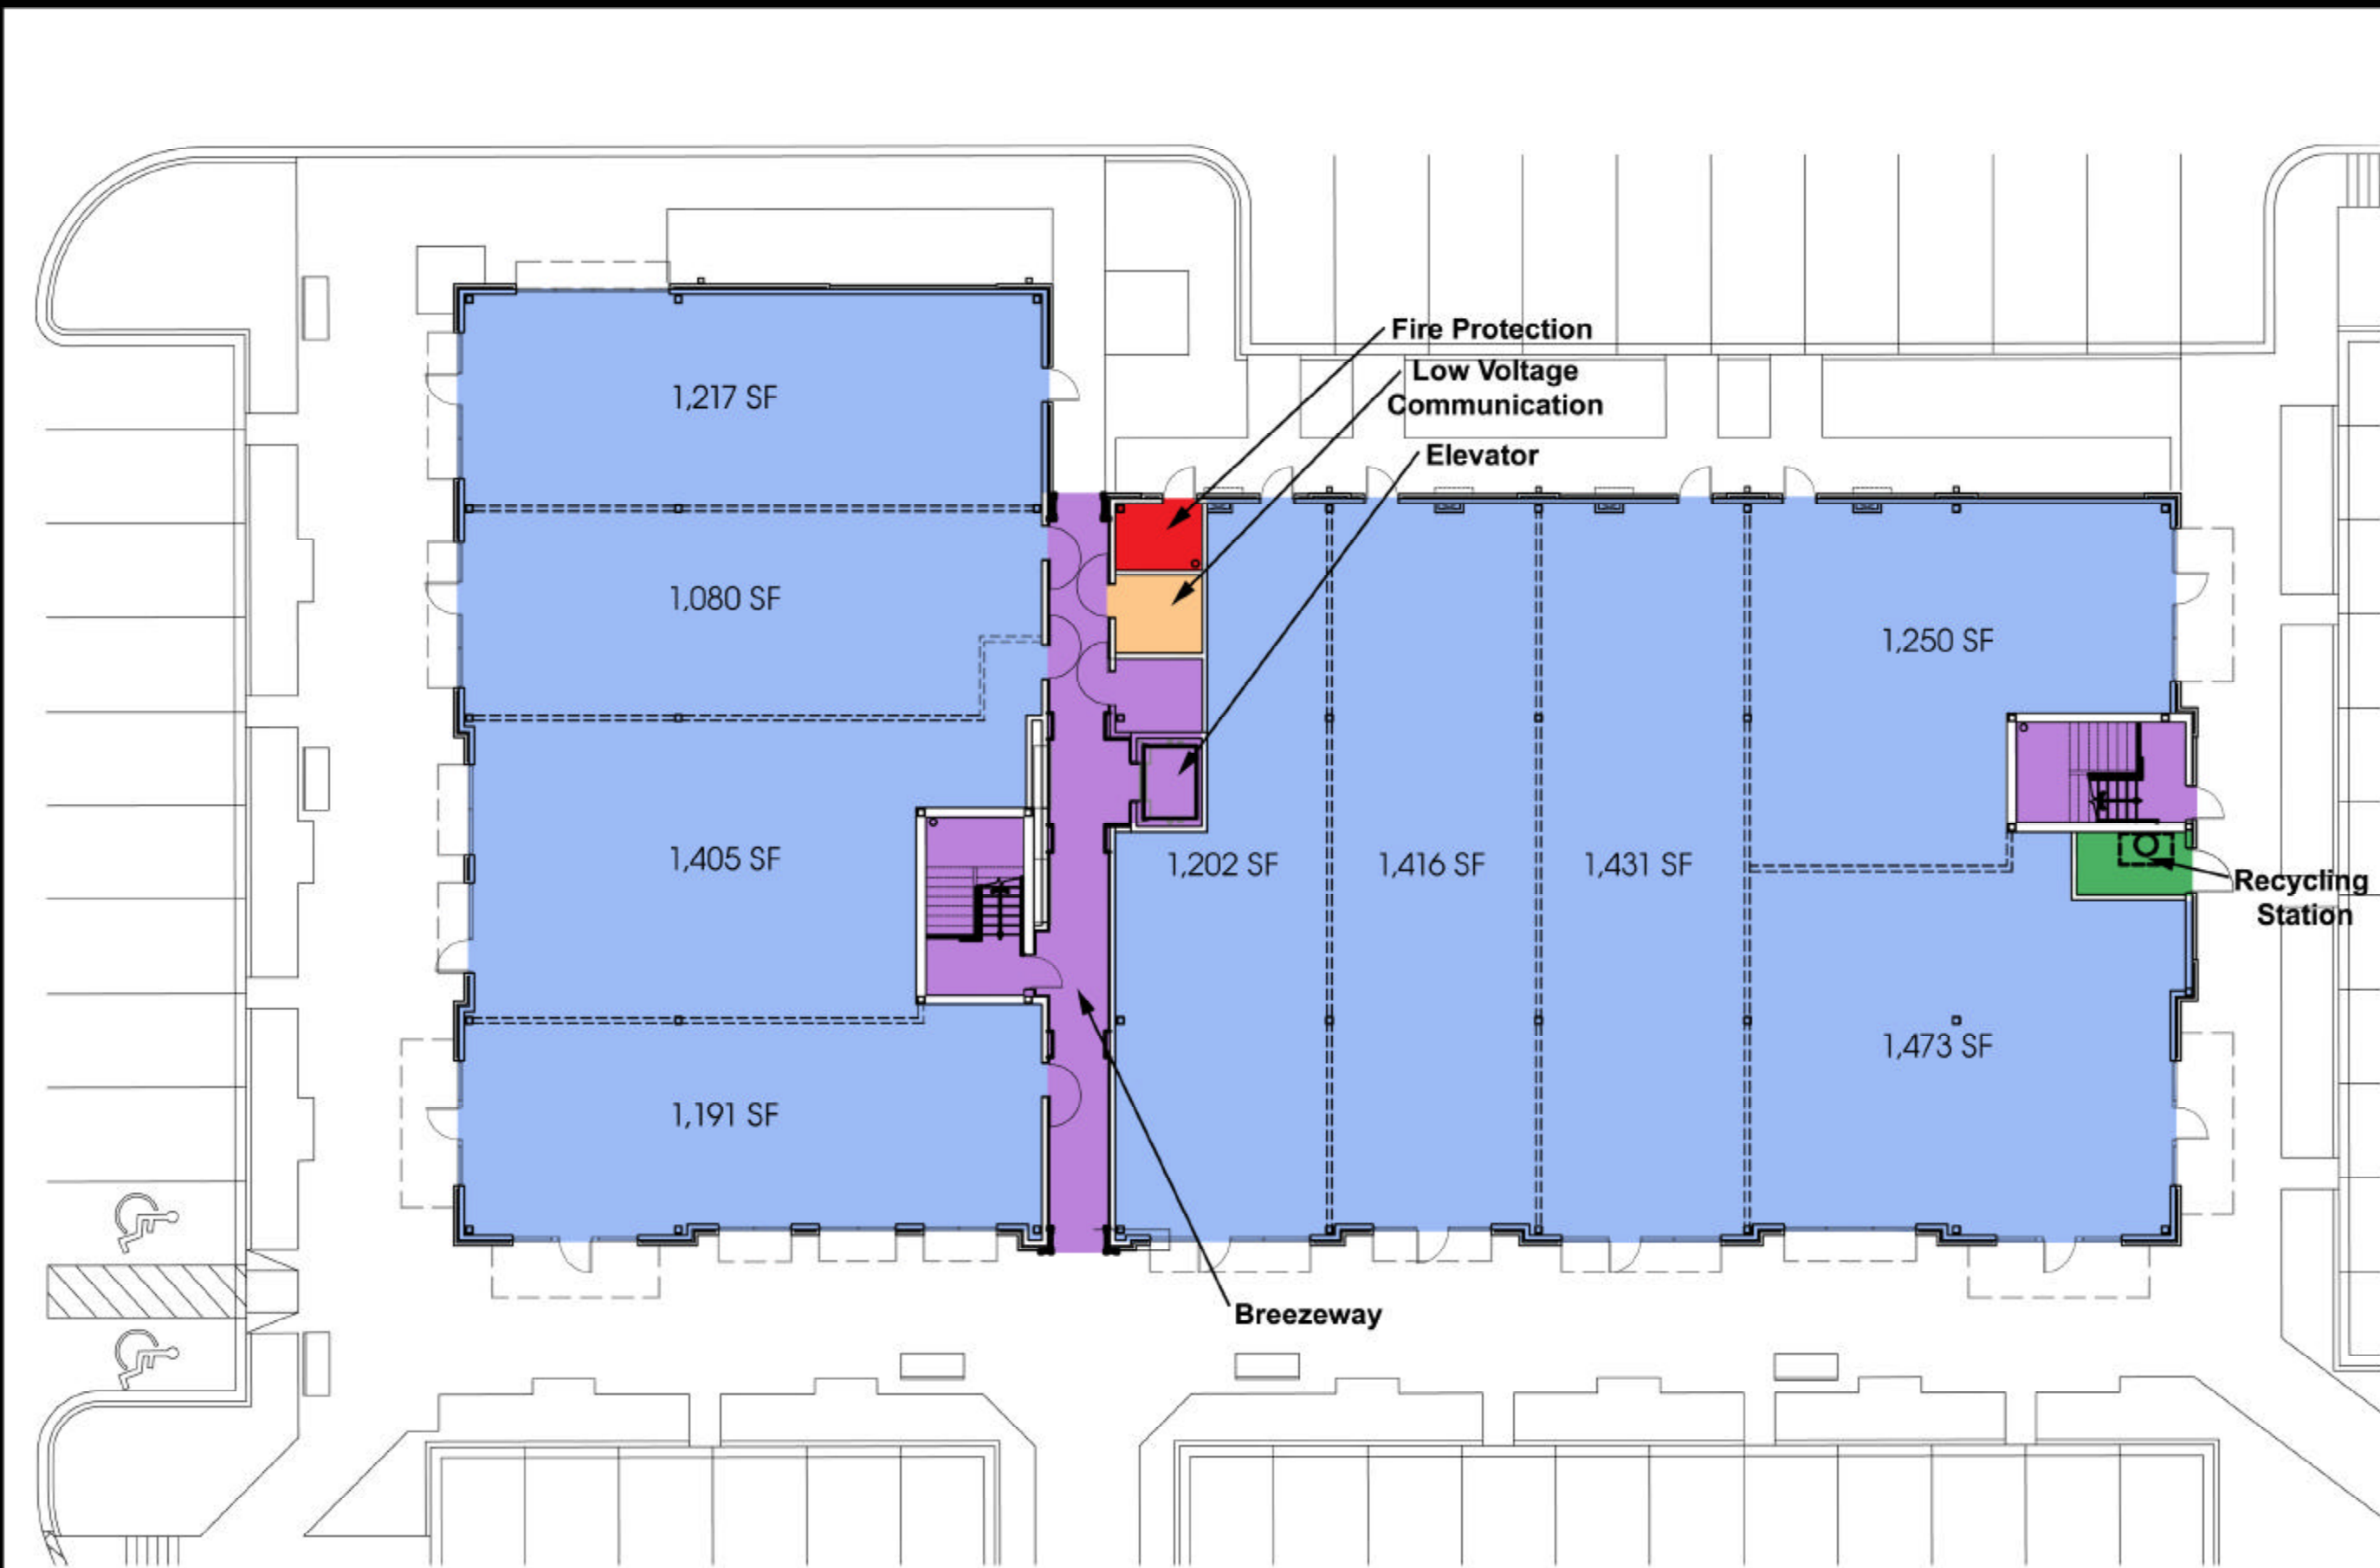 Fire Protection
Low Voltage
Communication
Elevator
1,217 SF
1,080 SF
1,250 SF
1,405 SF
1,202 SF
1,416 SF
1,431 SF
Recycling
Station
1,473 SF
1,191 SF
Breezeway